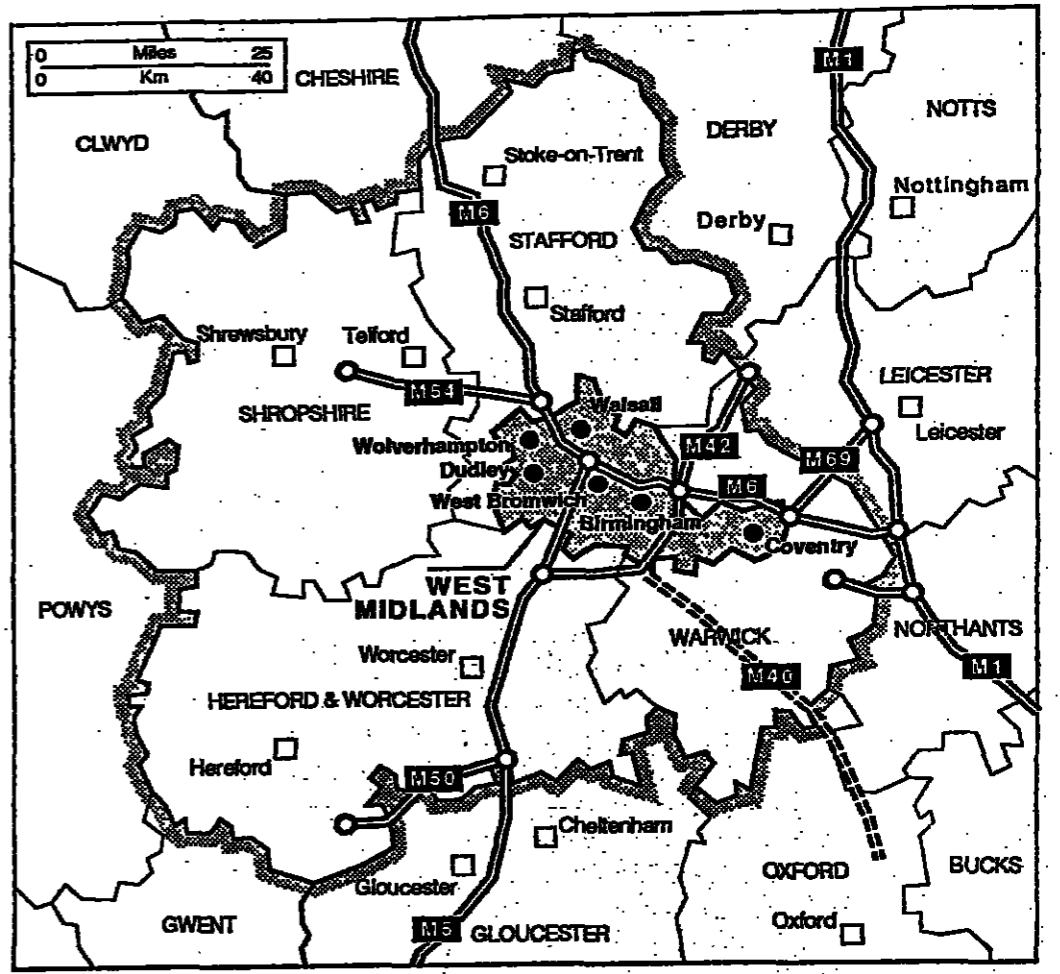 0 Miles 25
0 Km 40
CHESHIRE
M1
CLWYD
DERBY
NOTTS
Stoke-on-Trent
Nottingham
M6
Derby
STAFFORD
Stafford
Shrewsbury
Telford
M54
SHROPSHIRE
LEICESTER
Walsall
Leicester
Wolverhampton
M42
M69
Dudley
M6
West Bromwich
Birmingham
Coventry
WEST
MIDLANDS
POWYS
WARWICK
NORTHANTS
Worcester
M1
M40
HEREFORD & WORCESTER
Hereford
M50
Cheltenham
Gloucester
OXFORD
BUCKS
GWENT
M5
GLOUCESTER
Oxford